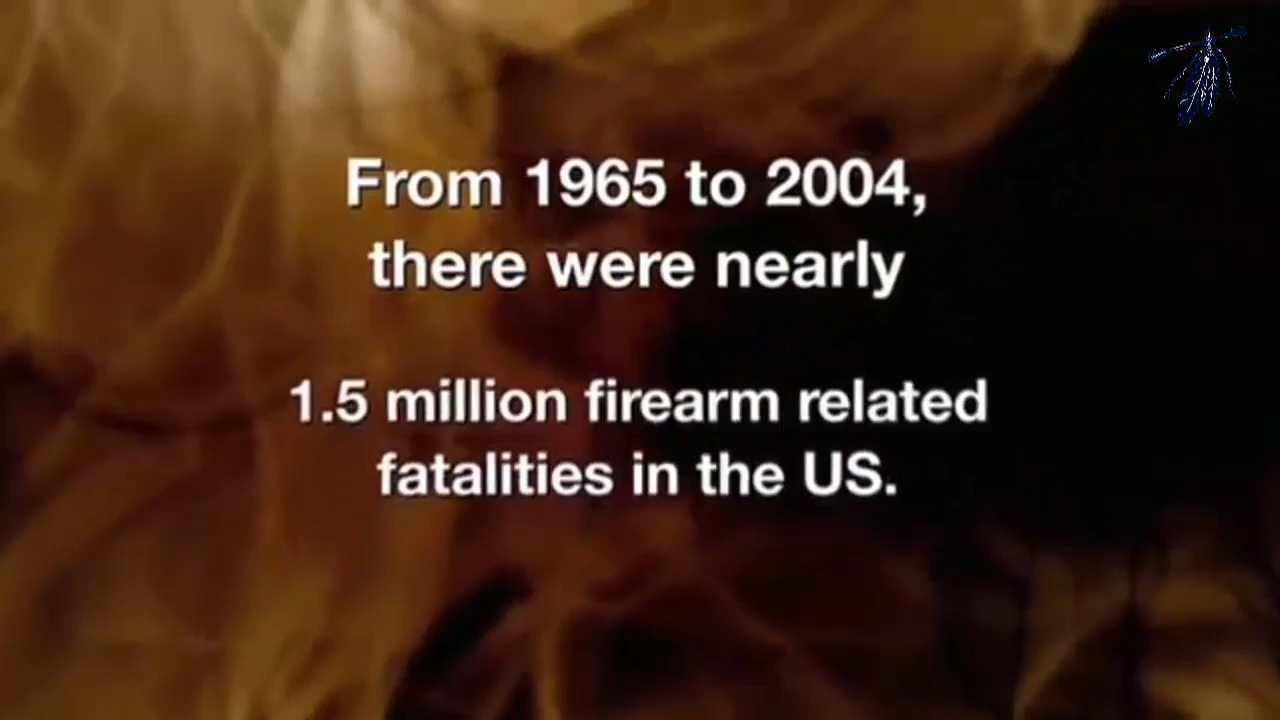 From 1965 to 2004,
there were nearly
1.5 million firearm related
fatalities in the US.